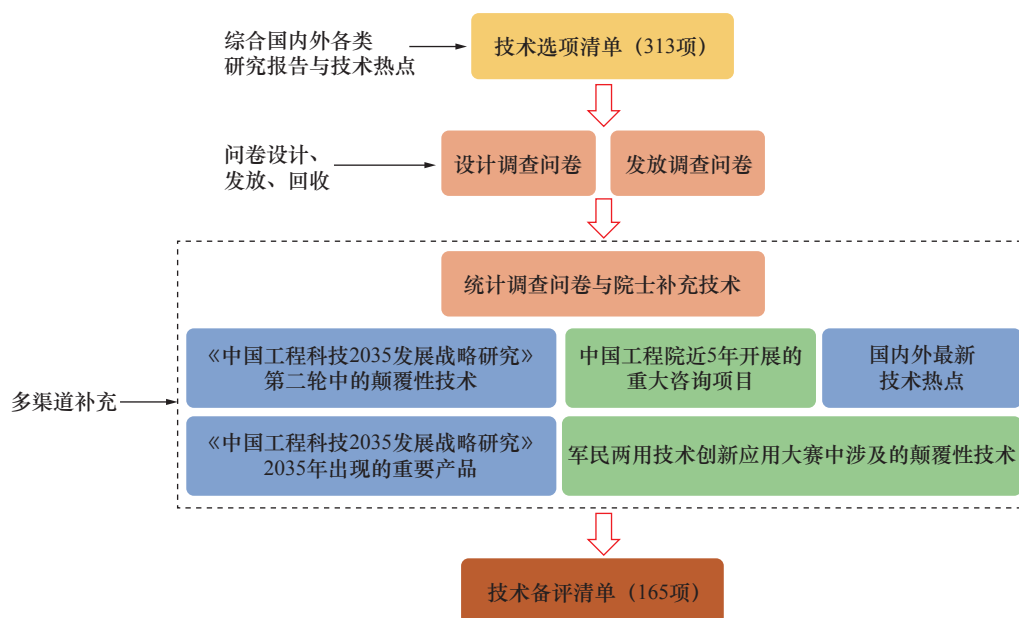 综合国内外各类
研究报告与技术热点
技术选项清单（313项）
问卷设计、
发放、回收
设计调查问卷
发放调查问卷
统计调查问卷与院士补充技术
多渠道补充
《中国工程科技2035发展战略研究》
第二轮中的颠覆性技术
中国工程院近5年开展的
重大咨询项目
国内外最新
技术热点
《中国工程科技2035发展战略研究》
2035年出现的重要产品
军民两用技术创新应用大赛中涉及的颠覆性技术
技术备评清单（165项）